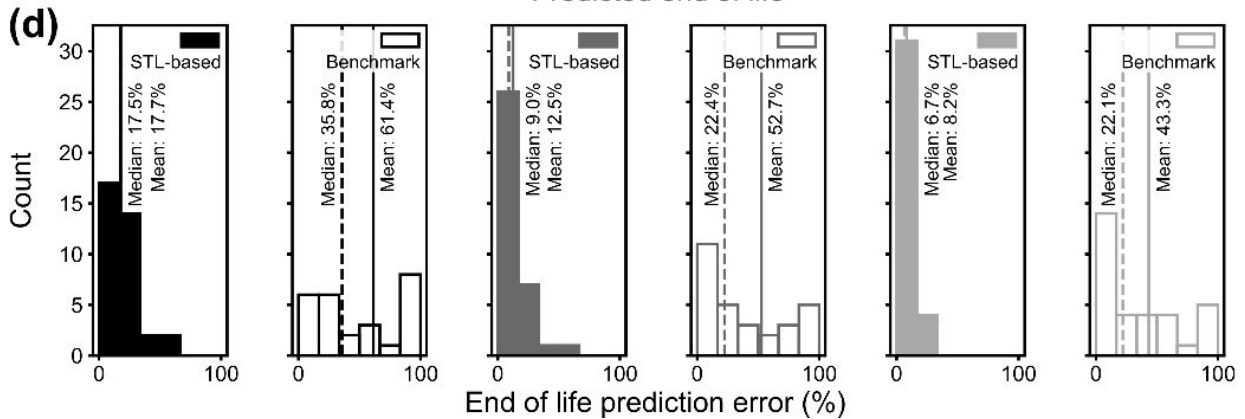 Predicted end of life
(d)
30
25
20
15
10
5
0
Count
STL-based
Median: 17.5%
Mean: 17.7%
0
100
Benchmark
Median: 35.8%
Mean: 61.4%
0
100
STL-based
Median: 9.0%
Mean: 12.5%
0
100
Benchmark
Median: 22.4%
Mean: 52.7%
0
100
STL-based
Median: 6.7%
Mean: 8.2%
0
100
Benchmark
Median: 22.1%
Mean: 43.3%
0
100
End of life prediction error (%)